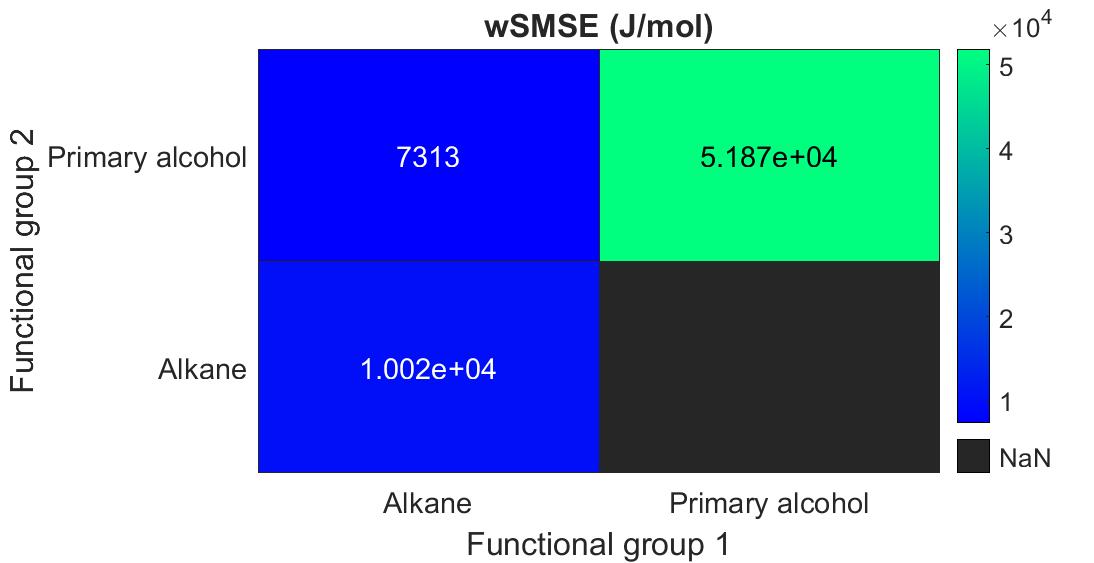 wSMSE (J/mol)
×10^4
Functional group 2
Primary alcohol
7313
5.187e+04
Alkane
1.002e+04
5
4
3
2
1
NaN
Alkane
Primary alcohol
Functional group 1